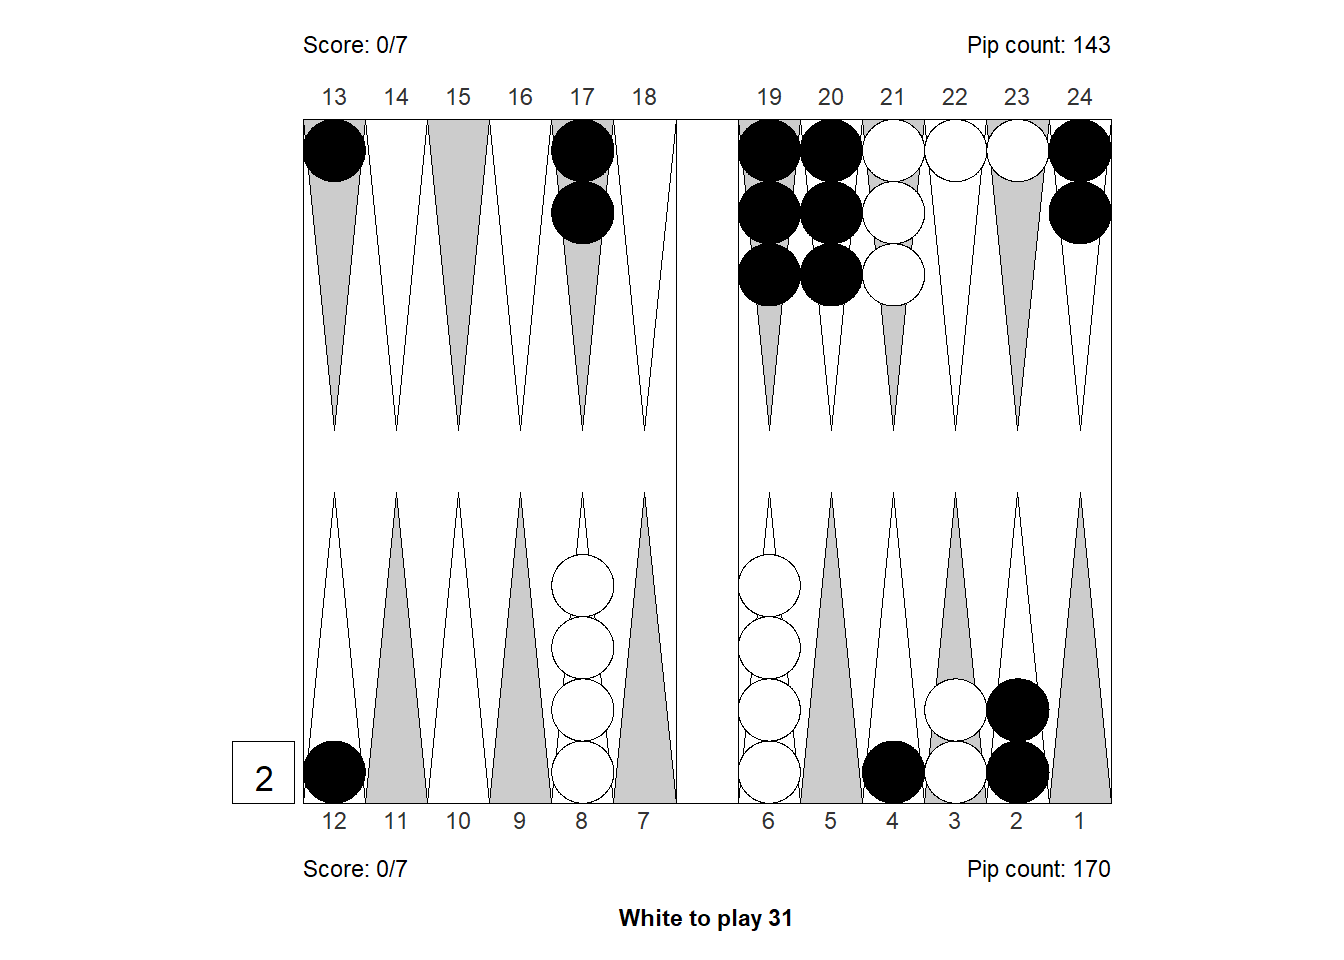 Score: 0/7 Pip count: 143
13 14 15 16 17 18 19 20 21 22 23 24
2
12 11 10 9 8 7 6 5 4 3 2 1
Score: 0/7 Pip count: 170
White to play 31